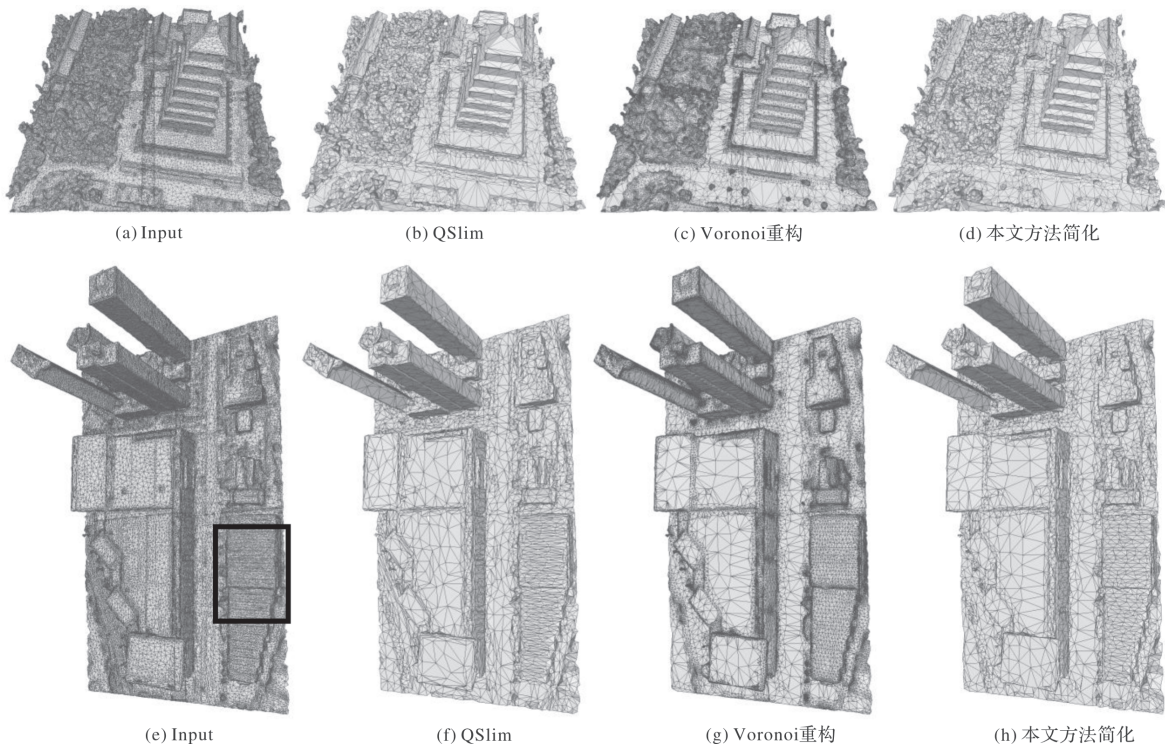 (a) Input
(b) QSlim
(c) Voronoi重构
(d) 本文方法简化
(e) Input
(f) QSlim
(g) Voronoi重构
(h) 本文方法简化